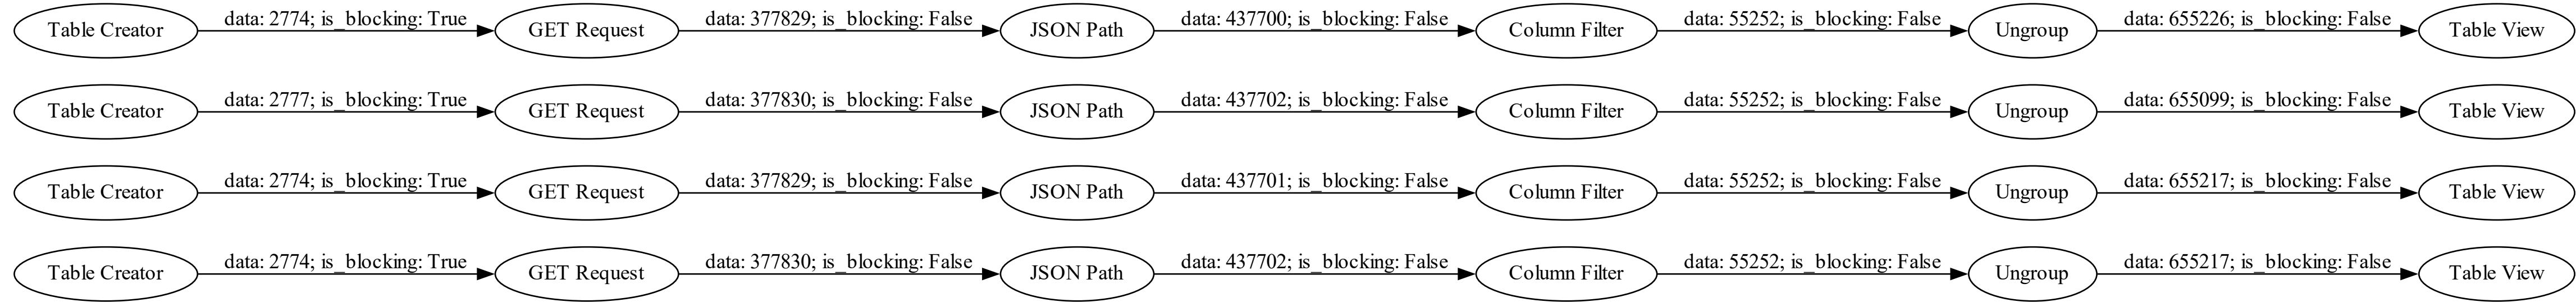 Table Creator data: 2774; is_blocking: True GET Request data: 377829; is_blocking: False JSON Path data: 437700; is_blocking: False Column Filter data: 55252; is_blocking: False Ungroup data: 655226; is_blocking: False Table View
Table Creator data: 2777; is_blocking: True GET Request data: 377830; is_blocking: False JSON Path data: 437702; is_blocking: False Column Filter data: 55252; is_blocking: False Ungroup data: 655099; is_blocking: False Table View
Table Creator data: 2774; is_blocking: True GET Request data: 377829; is_blocking: False JSON Path data: 437701; is_blocking: False Column Filter data: 55252; is_blocking: False Ungroup data: 655217; is_blocking: False Table View
Table Creator data: 2774; is_blocking: True GET Request data: 377830; is_blocking: False JSON Path data: 437702; is_blocking: False Column Filter data: 55252; is_blocking: False Ungroup data: 655217; is_blocking: False Table View